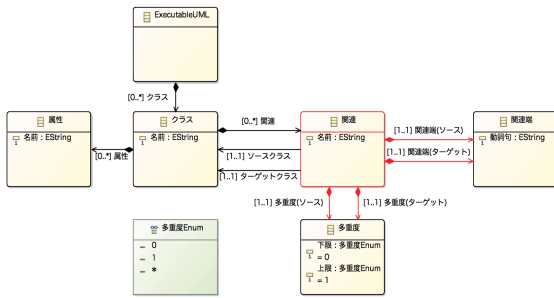 ExecutableUML
[0..*] クラス
属性
名前 : EString
クラス
名前 : EString
[0..*] 属性
[0..*] 関連
[1..1] ソースクラス
[1..1] ターゲットクラス
関連
名前 : EString
[1..1] 関連端(ソース)
[1..1] 関連端(ターゲット)
関連端
動詞句 : EString
[1..1] 多重度(ソース)
[1..1] 多重度(ターゲット)
多重度Enum
0
1
*
多重度
下限 : 多重度Enum
= 0
上限 : 多重度Enum
= 1